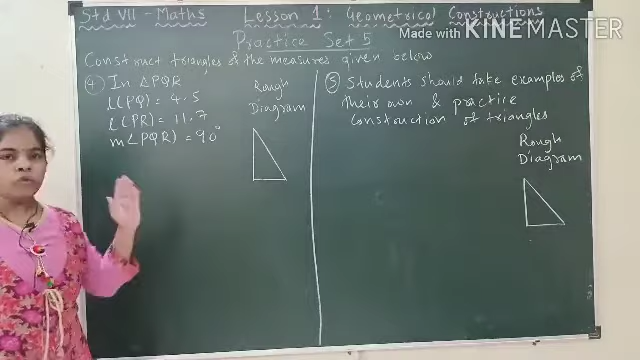 Std VII - Maths Lesson 1: Geometrical Constructions
Made with KINEMASTER
Practice Set 5
Construct triangles of the measures given below
④ In △PQR
l(PQ) = 4.5
l(PR) = 11.7
m∠PQR) = 90°
Rough
Diagram
⑤ Students should take examples of
their own & practice
construction of triangles
Rough
Diagram